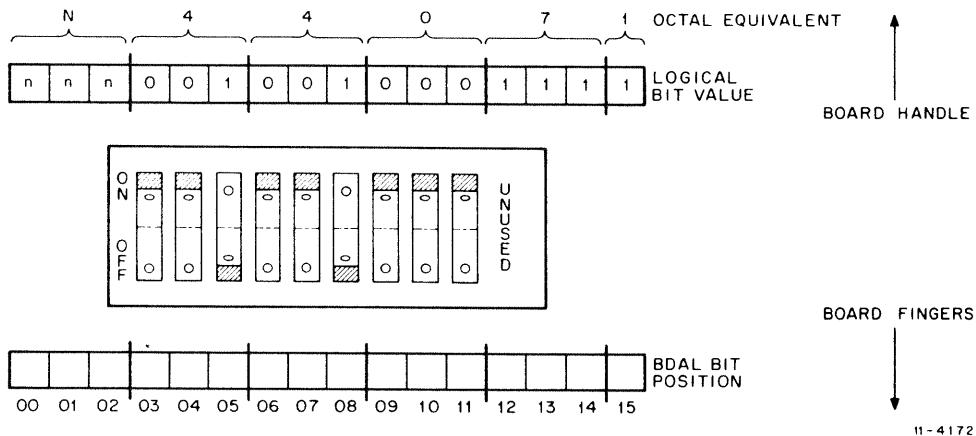 N 4 4 0 7 1 OCTAL EQUIVALENT
n n n 0 0 1 0 0 1 0 0 0 1 1 1 1 LOGICAL
BIT VALUE
BOARD HANDLE
ON
OFF
UNUSED
BOARD FINGERS
BDAL BIT
POSITION
00 01 02 03 04 05 06 07 08 09 10 11 12 13 14 15
11-4172